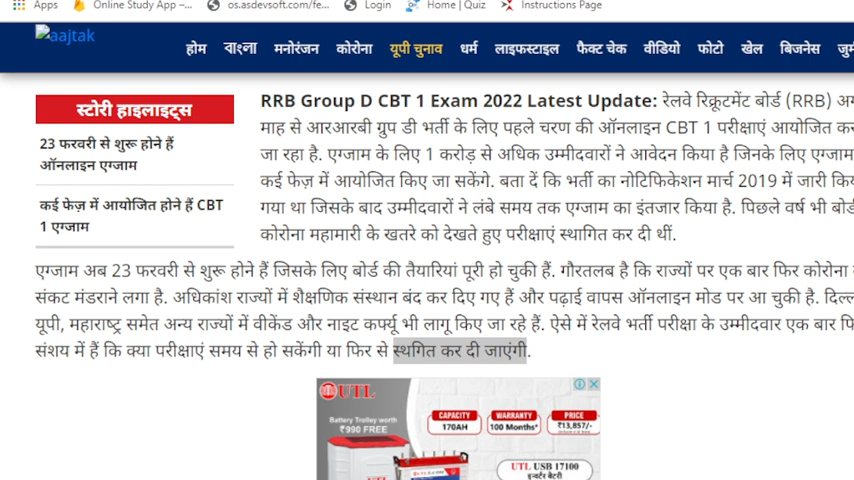 Apps Online Study App –... os.asdevsoft.com/fe... Login Home | Quiz Instructions Page
aajtak
होम বাংলা मनोरंजन कोरोना यूपी चुनाव धर्म लाइफस्टाइल फैक्ट चेक वीडियो फोटो खेल बिजनेस जुर्म
स्टोरी हाइलाइट्स
23 फरवरी से शुरू होने हैं
ऑनलाइन एग्जाम
कई फेज़ में आयोजित होने हैं CBT
1 एग्जाम
RRB Group D CBT 1 Exam 2022 Latest Update: रेलवे रिक्रूटमेंट बोर्ड (RRB)
माह से आरआरबी ग्रुप डी भर्ती के लिए पहले चरण की ऑनलाइन CBT 1 परीक्षाएं आयोजित
जा रहा है. एग्जाम के लिए 1 करोड़ से अधिक उम्मीदवारों ने आवेदन किया है जिनके लिए एग्जाम
कई फेज़ में आयोजित किए जा सकेंगे. बता दें कि भर्ती का नोटिफिकेशन मार्च 2019 में जारी
गया था जिसके बाद उम्मीदवारों ने लंबे समय तक एग्जाम का इंतजार किया है. पिछले वर्ष भी
कोरोना महामारी के खतरे को देखते हुए परीक्षाएं स्थागित कर दी थीं.
एग्जाम अब 23 फरवरी से शुरू होने हैं जिसके लिए बोर्ड की तैयारियां पूरी हो चुकी हैं. गौरतलब है कि राज्यों पर एक बार फिर कोरोना
संकट मंडराने लगा है. अधिकांश राज्यों में शैक्षणिक संस्थान बंद कर दिए गए हैं और पढ़ाई वापस ऑनलाइन मोड पर आ चुकी है.
यूपी, महाराष्ट्र समेत अन्य राज्यों में वीकेंड और नाइट कर्फ्यू भी लागू किए जा रहे हैं. ऐसे में रेलवे भर्ती परीक्षा के उम्मीदवार एक बार
संशय में हैं कि क्या परीक्षाएं समय से हो सकेंगी या फिर से स्थगित कर दी जाएंगी.
UTL
Battery Trolley worth
₹990 FREE
CAPACITY WARRANTY PRICE
170AH 100 Months* ₹13,857/-
UTL USB 17100
इन्वर्टर बैटरी